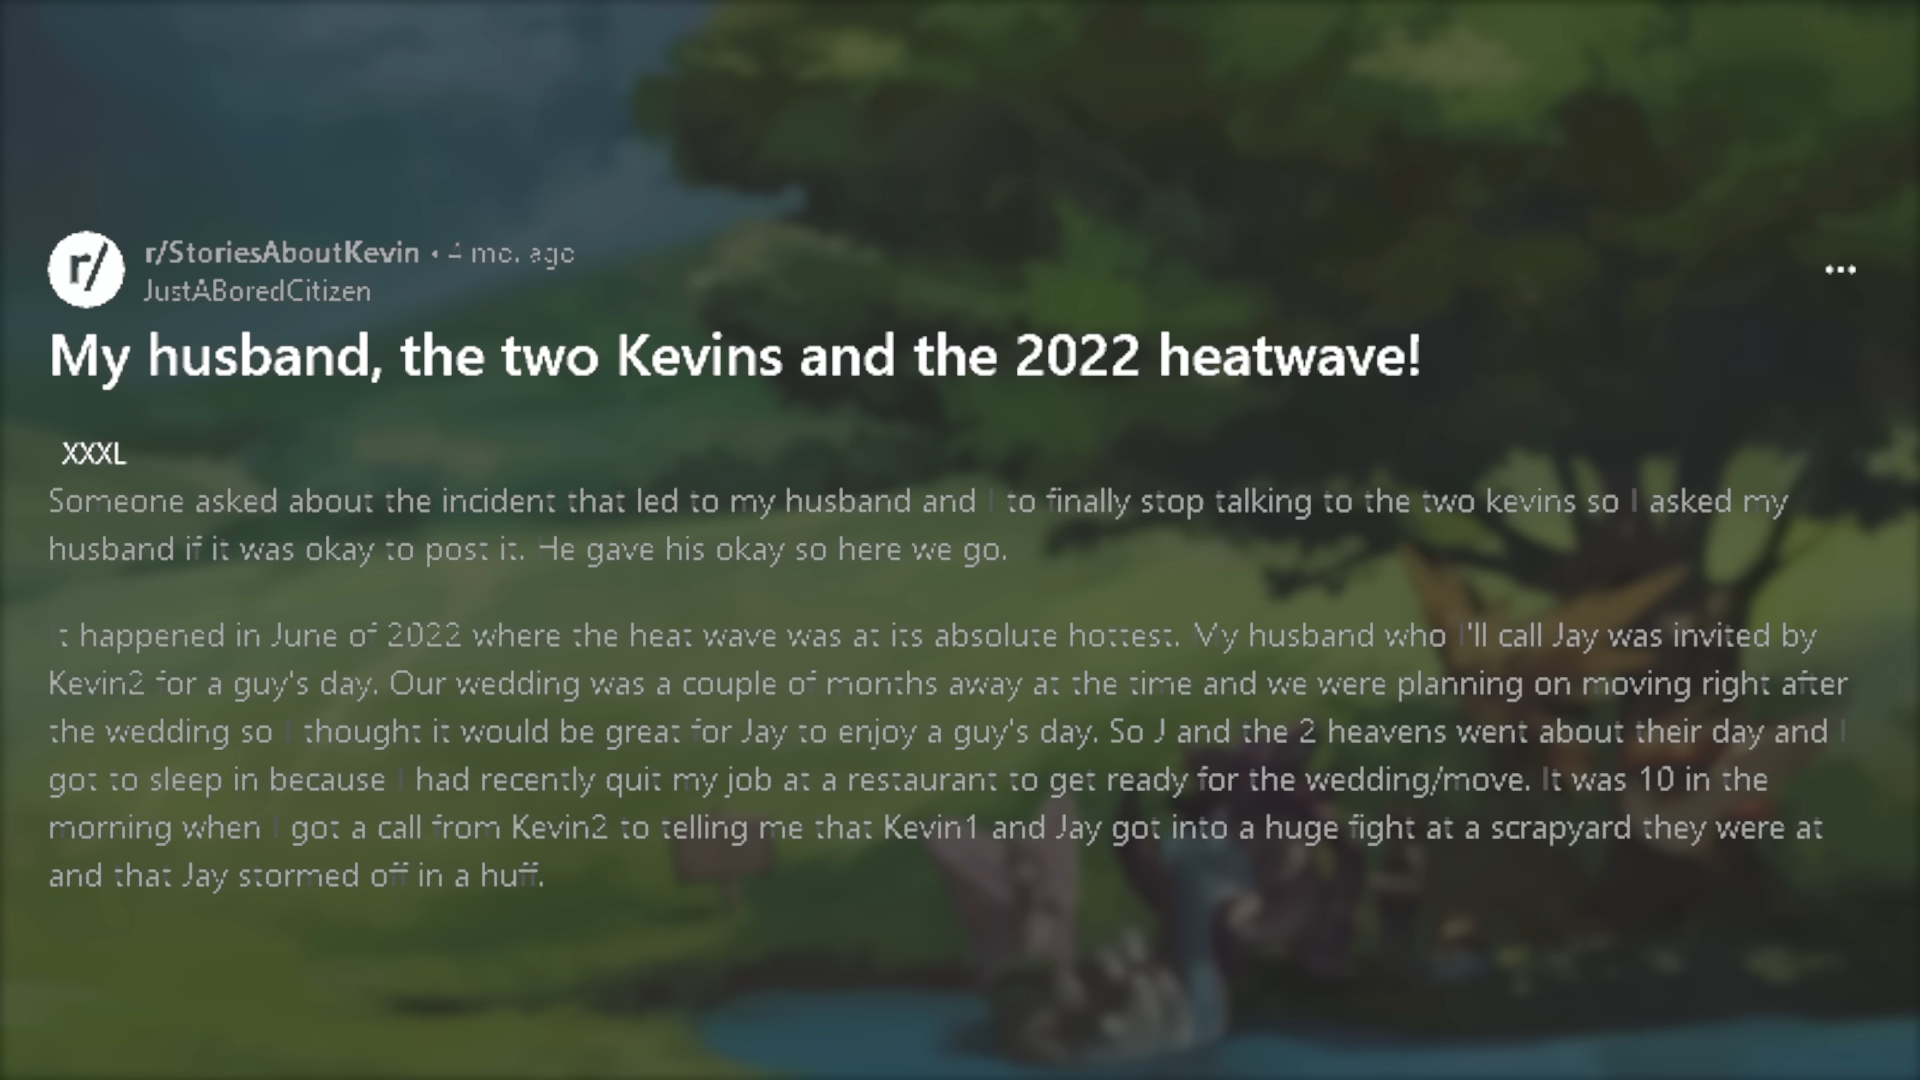 r/
r/StoriesAboutKevin • 4 mo. ago
JustABoredCitizen
My husband, the two Kevins and the 2022 heatwave!
XXXL
Someone asked about the incident that led to my husband and I to finally stop talking to the two kevins so I asked my
husband if it was okay to post it. He gave his okay so here we go.
It happened in June of 2022 where the heat wave was at its absolute hottest. My husband who I'll call Jay was invited by
Kevin2 for a guy's day. Our wedding was a couple of months away at the time and we were planning on moving right after
the wedding so I thought it would be great for Jay to enjoy a guy's day. So J and the 2 heavens went about their day and I
got to sleep in because I had recently quit my job at a restaurant to get ready for the wedding/move. It was 10 in the
morning when I got a call from Kevin2 to telling me that Kevin1 and Jay got into a huge fight at a scrapyard they were at
and that Jay stormed off in a huff.